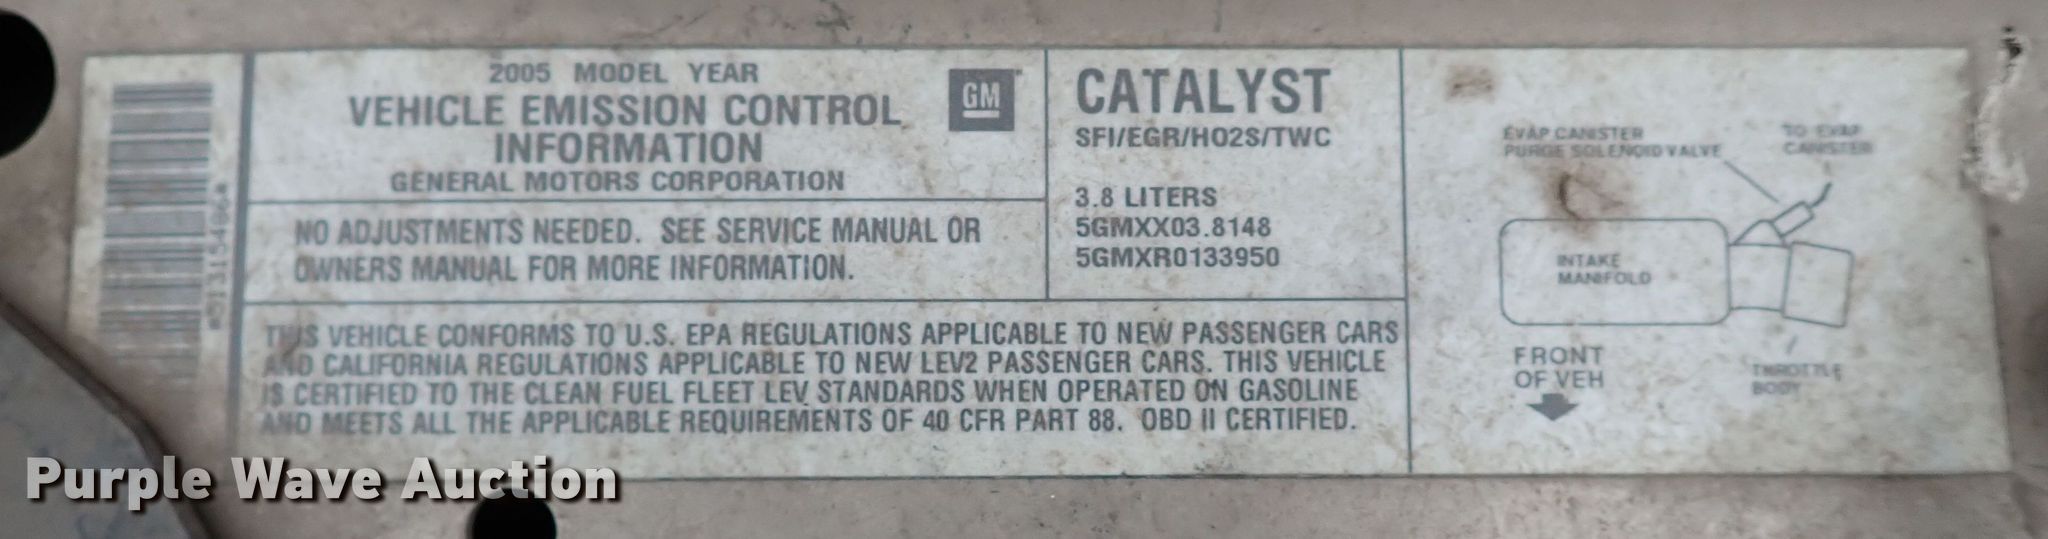 2005 MODEL YEAR
VEHICLE EMISSION CONTROL
INFORMATION
GENERAL MOTORS CORPORATION
GM
NO ADJUSTMENTS NEEDED. SEE SERVICE MANUAL OR
OWNERS MANUAL FOR MORE INFORMATION.
CATALYST
SFI/EGR/HO2S/TWC
3.8 LITERS
5GMXX03.8148
5GMXR0133950
THIS VEHICLE CONFORMS TO U.S. EPA REGULATIONS APPLICABLE TO NEW PASSENGER CARS
AND CALIFORNIA REGULATIONS APPLICABLE TO NEW LEV2 PASSENGER CARS. THIS VEHICLE
IS CERTIFIED TO THE CLEAN FUEL FLEET LEV STANDARDS WHEN OPERATED ON GASOLINE
AND MEETS ALL THE APPLICABLE REQUIREMENTS OF 40 CFR PART 88. OBD II CERTIFIED.
EVAP CANISTER
PURGE SOLENOID VALVE
TO EVAP
CANISTER
INTAKE
MANIFOLD
FRONT
OF VEH
THROTTLE
BODY
Purple Wave Auction